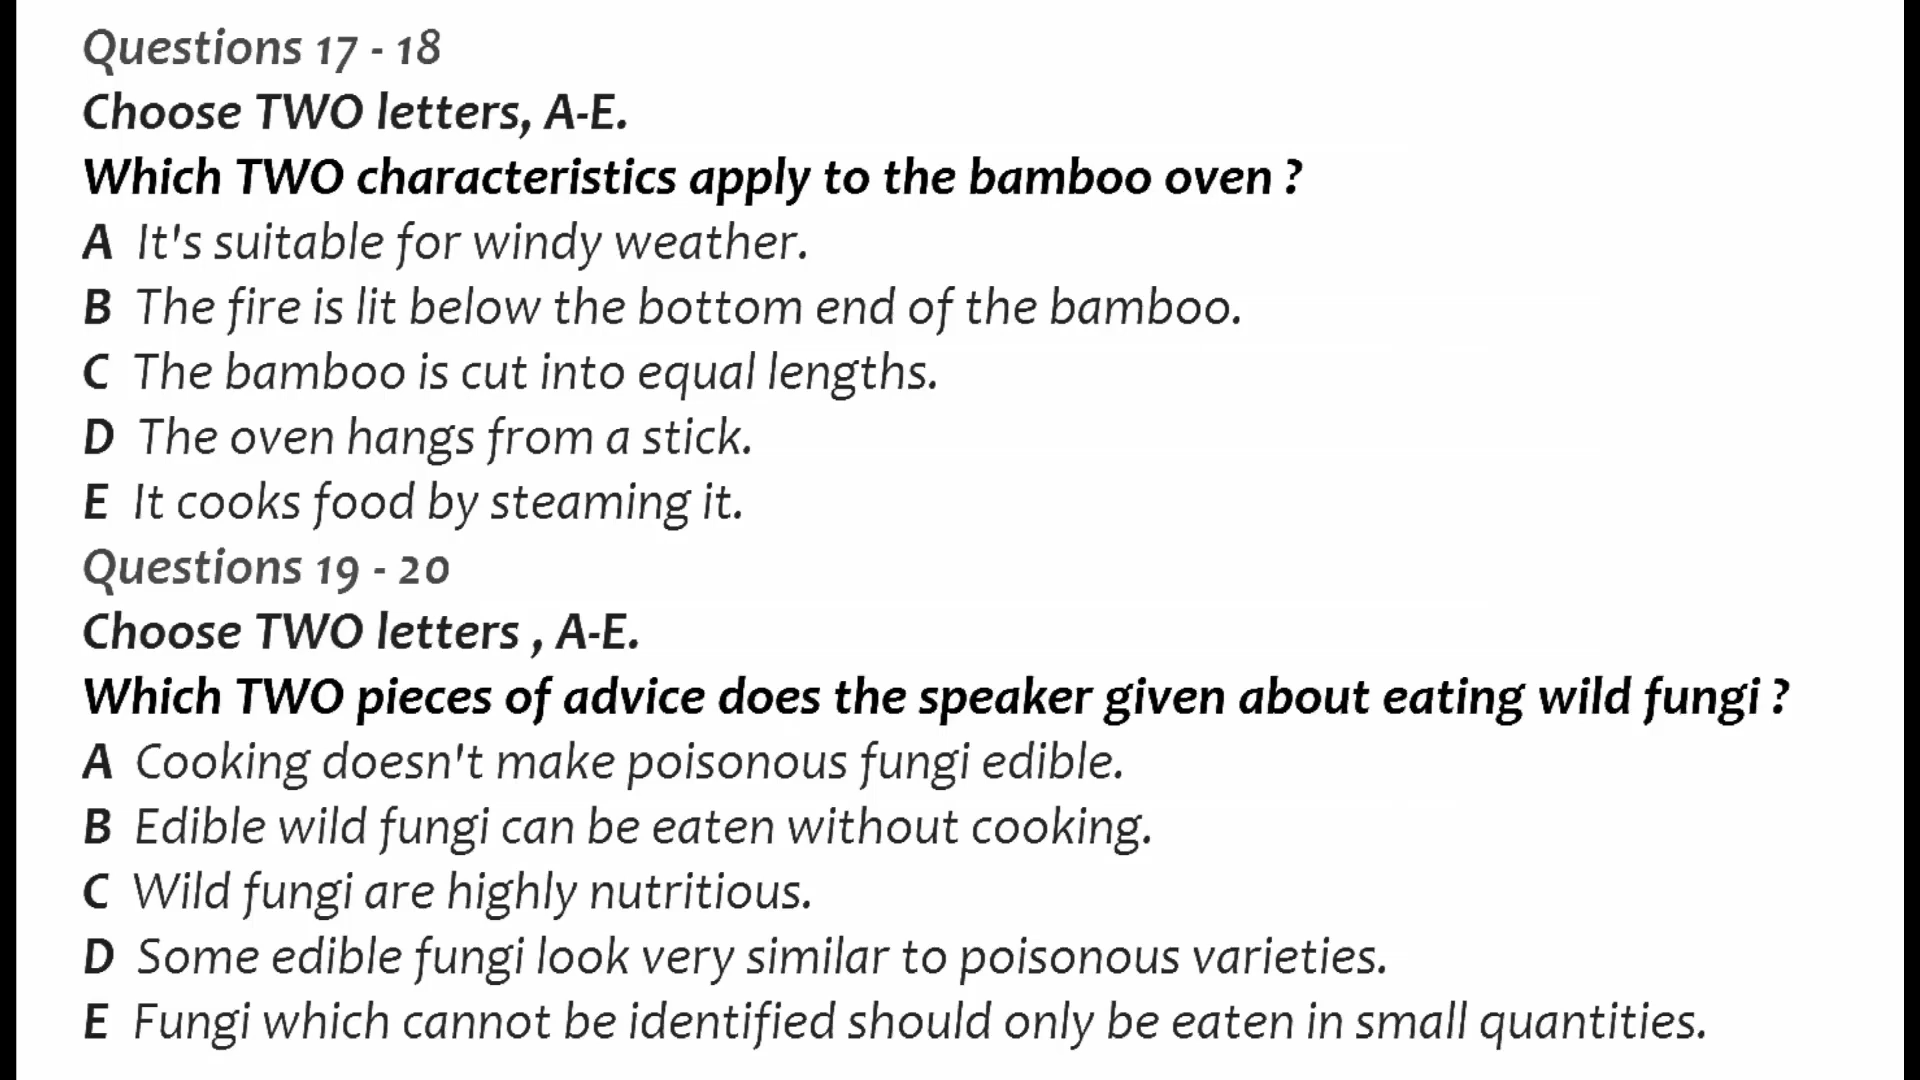 Questions 17 - 18
Choose TWO letters, A-E.
Which TWO characteristics apply to the bamboo oven ?
A It's suitable for windy weather.
B The fire is lit below the bottom end of the bamboo.
C The bamboo is cut into equal lengths.
D The oven hangs from a stick.
E It cooks food by steaming it.
Questions 19 - 20
Choose TWO letters , A-E.
Which TWO pieces of advice does the speaker given about eating wild fungi ?
A Cooking doesn't make poisonous fungi edible.
B Edible wild fungi can be eaten without cooking.
C Wild fungi are highly nutritious.
D Some edible fungi look very similar to poisonous varieties.
E Fungi which cannot be identified should only be eaten in small quantities.